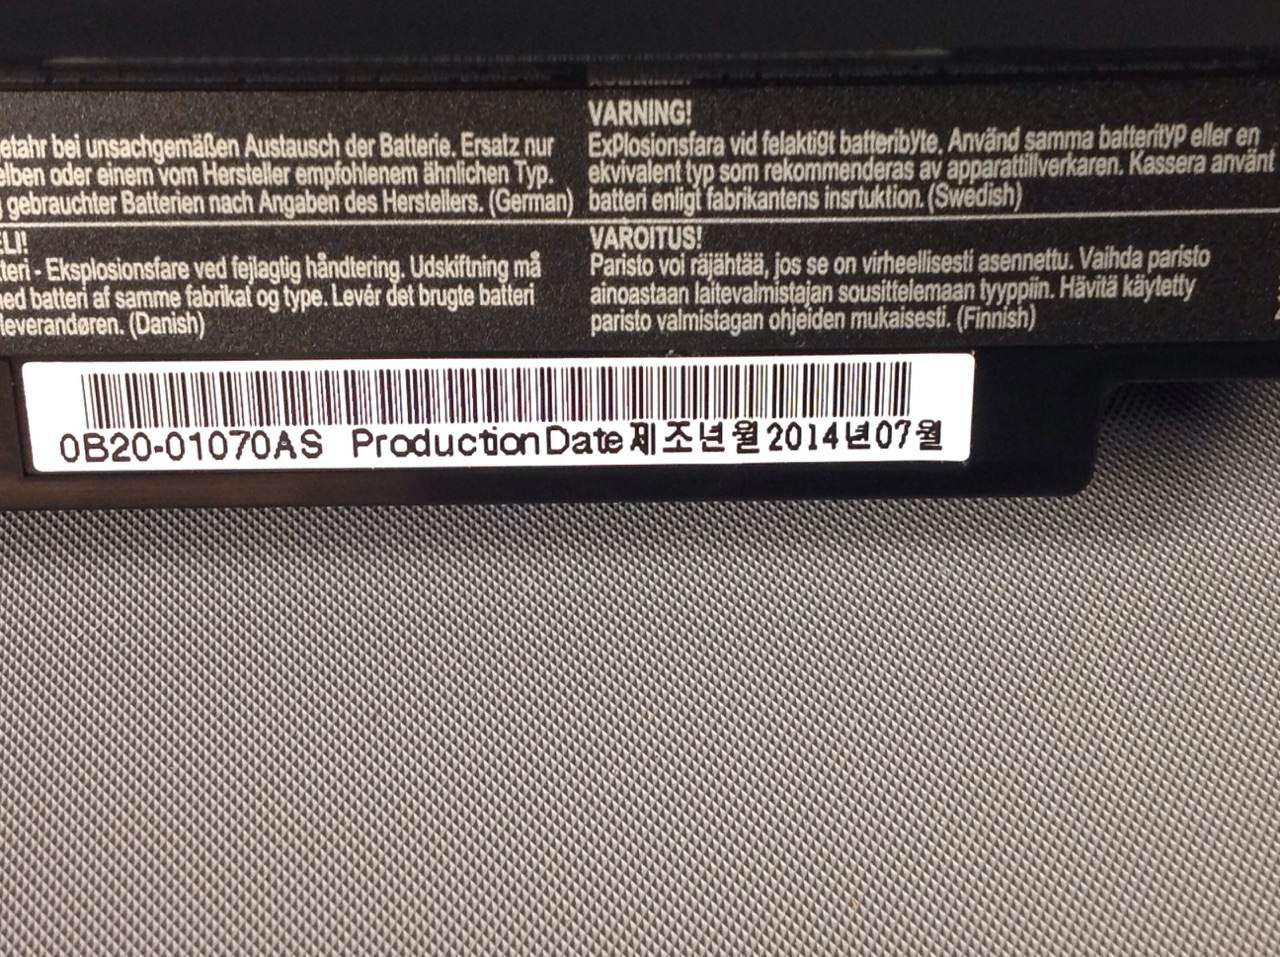 bei unsachgemäßen Austausch der Batterie. Ersatz nur
oder einem vom Hersteller empfohlenem ähnlichen Typ.
gebrauchter Batterien nach Angaben des Herstellers. (German)
- Eksplosionsfare ved fejlagtig håndtering. Udskiftning må
batteri af samme fabrikat og type. Levér det brugte batteri
leverandøren. (Danish)
VARNING!
Explosionsfara vid felaktigt batteribyte. Använd samma batterityp eller en
ekvivalent typ som rekommenderas av apparattillverkaren. Kassera använt
batteri enligt fabrikantens insrtuktion. (Swedish)
VAROITUS!
Paristo voi räjähtää, jos se on virheellisesti asennettu. Vaihda paristo
ainoastaan laitevalmistajan sousittelemaan tyyppiin. Hävitä käytetty
paristo valmistagan ohjeiden mukaisesti. (Finnish)
0B20-01070AS Production Date 제조년월 2014년07월